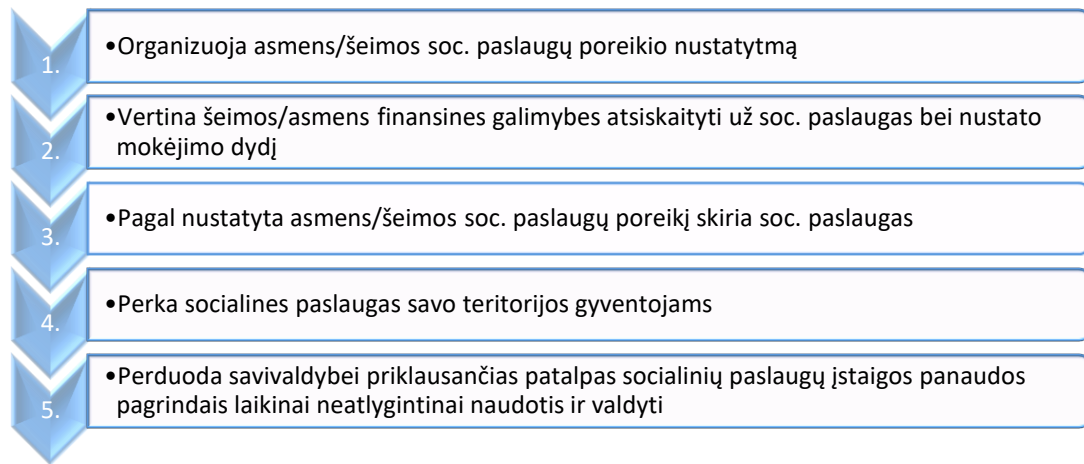 1. •Organizuoja asmens/šeimos soc. paslaugų poreikio nustatytmą
2. •Vertina šeimos/asmens finansines galimybes atsiskaityti už soc. paslaugas bei nustato
mokėjimo dydį
3. •Pagal nustatyta asmens/šeimos soc. paslaugų poreikį skiria soc. paslaugas
4. •Perka socialines paslaugas savo teritorijos gyventojams
5. •Perduoda savivaldybei priklausančias patalpas socialinių paslaugų įstaigos panaudos
pagrindais laikinai neatlygintinai naudotis ir valdyti